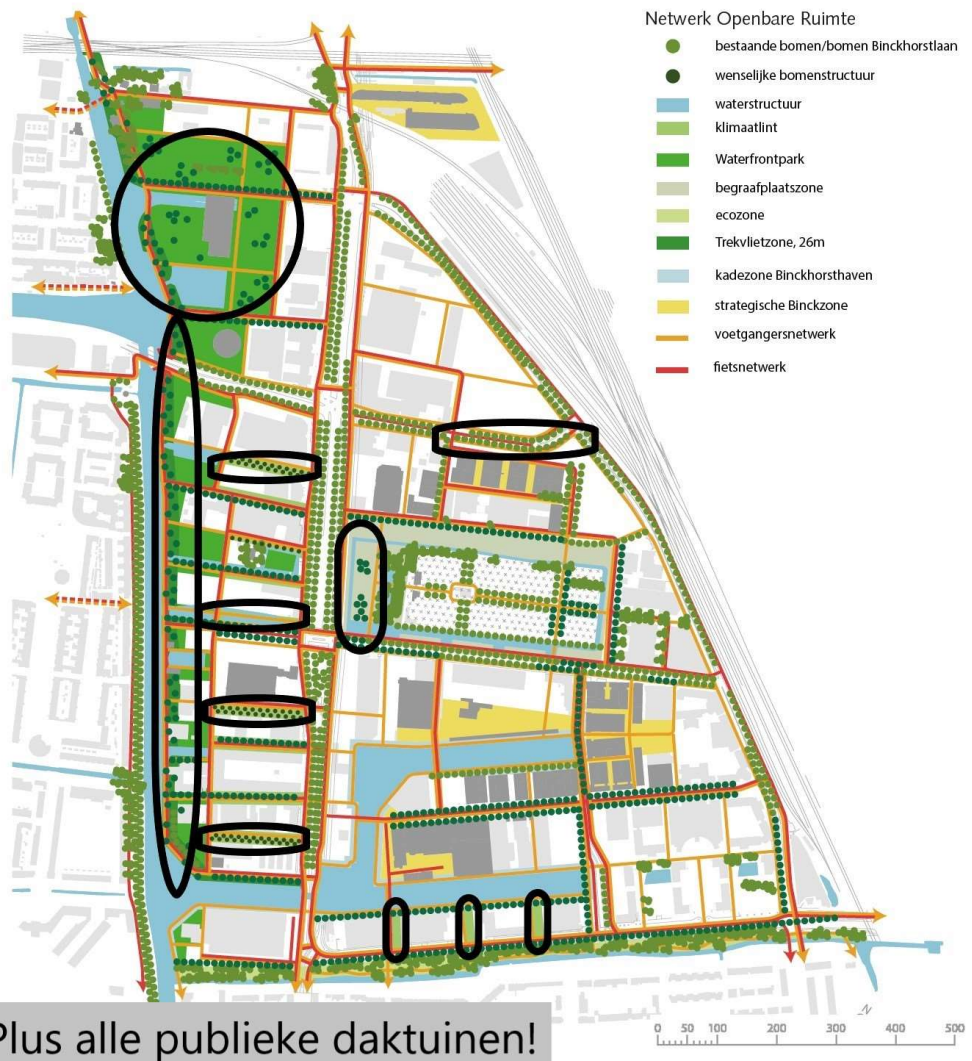 Netwerk Openbare Ruimte
bestaande bomen/bomen Binckhorstlaan
wenselijke bomenstructuur
waterstructuur
klimaatlint
Waterfrontpark
begraafplaatszone
ecozone
Trekvlietzone, 26m
kadezone Binckhorsthaven
strategische Binckzone
voetgangersnetwerk
fietsnetwerk
Plus alle publieke daktuinen!
N
0 50 100 200 300 400 500